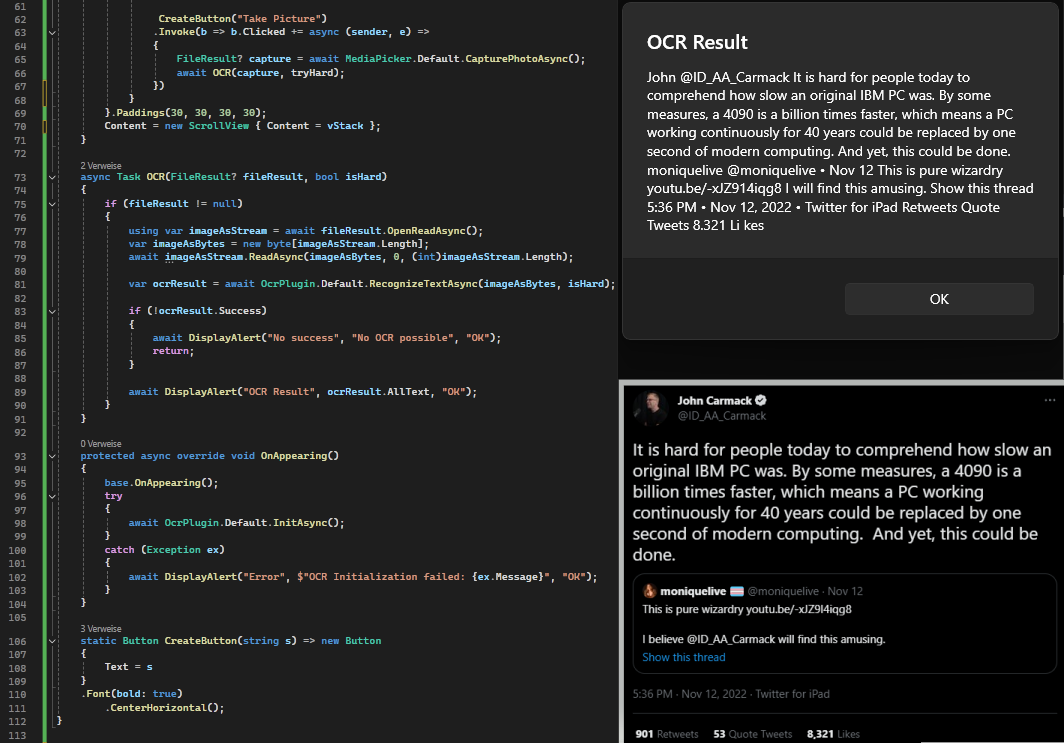 61
62 CreateButton("Take Picture")
63 .Invoke(b => b.Clicked += async (sender, e) =>
64 {
65 FileResult? capture = await MediaPicker.Default.CapturePhotoAsync();
66 await OCR(capture, tryHard);
67 })
68 }
69 }.Paddings(30, 30, 30, 30);
70 Content = new ScrollView { Content = vStack };
71 }
72
2 Verweise
73 async Task OCR(FileResult? fileResult, bool isHard)
74 {
75 if (fileResult != null)
76 {
77 using var imageAsStream = await fileResult.OpenReadAsync();
78 var imageAsBytes = new byte[imageAsStream.Length];
79 await imageAsStream.ReadAsync(imageAsBytes, 0, (int)imageAsStream.Length);
80
81 var ocrResult = await OcrPlugin.Default.RecognizeTextAsync(imageAsBytes, isHard);
82
83 if (!ocrResult.Success)
84 {
85 await DisplayAlert("No success", "No OCR possible", "OK");
86 return;
87 }
88
89 await DisplayAlert("OCR Result", ocrResult.AllText, "OK");
90 }
91 }
92
0 Verweise
93 protected async override void OnAppearing()
94 {
95 base.OnAppearing();
96 try
97 {
98 await OcrPlugin.Default.InitAsync();
99 }
100 catch (Exception ex)
101 {
102 await DisplayAlert("Error", $"OCR Initialization failed: {ex.Message}", "OK");
103 }
104 }
105
3 Verweise
106 static Button CreateButton(string s) => new Button
107 {
108 Text = s
109 }
110 .Font(bold: true)
111 .CenterHorizontal();
112 }
113
OCR Result
John @ID_AA_Carmack It is hard for people today to
comprehend how slow an original IBM PC was. By some
measures, a 4090 is a billion times faster, which means a PC
working continuously for 40 years could be replaced by one
second of modern computing. And yet, this could be done.
moniquelive @moniquelive • Nov 12 This is pure wizardry
youtu.be/-xJZ914iqg8 I will find this amusing. Show this thread
5:36 PM • Nov 12, 2022 • Twitter for iPad Retweets Quote
Tweets 8.321 Li kes
OK
John Carmack
@ID_AA_Carmack
It is hard for people today to comprehend how slow an
original IBM PC was. By some measures, a 4090 is a
billion times faster, which means a PC working
continuously for 40 years could be replaced by one
second of modern computing. And yet, this could be
done.
moniquelive @moniquelive · Nov 12
This is pure wizardry youtu.be/-xJZ9I4iqg8
I believe @ID_AA_Carmack will find this amusing.
Show this thread
5:36 PM · Nov 12, 2022 · Twitter for iPad
901 Retweets 53 Quote Tweets 8,321 Likes